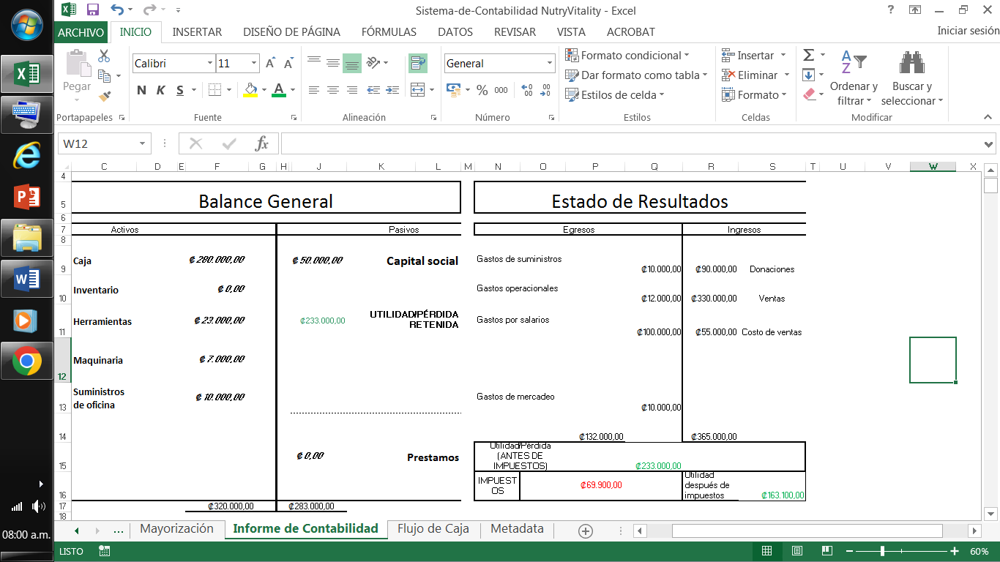 Sistema-de-Contabilidad NutryVitality - Excel
ARCHIVO INICIO INSERTAR DISEÑO DE PÁGINA FÓRMULAS DATOS REVISAR VISTA ACROBAT Iniciar sesión
Calibri 11 General
Formato condicional
Dar formato como tabla
Estilos de celda
Insertar
Eliminar
Formato
Pegar
N K S
% 000
Ordenar y
filtrar
Buscar y
seleccionar
Portapapeles Fuente Alineación Número Estilos Celdas Modificar
W12 fx
C D E F G H J K L M N O P Q R S T U V W X
4
5 Balance General Estado de Resultados
6
7 Activos Pasivos Egresos Ingresos
8
9 Caja ₡ 280.000,00 ₡ 50.000,00 Capital social Gastos de suministros ₡10.000,00 ₡90.000,00 Donaciones
10 Inventario ₡ 0,00 Gastos operacionales ₡12.000,00 ₡330.000,00 Ventas
11 Herramientas ₡ 23.000,00 ₡233.000,00 UTILIDAD/PÉRDIDA
RETENIDA Gastos por salarios ₡100.000,00 ₡55.000,00 Costo de ventas
12 Maquinaria ₡ 7.000,00
13 Suministros
de oficina ₡ 10.000,00 Gastos de mercadeo ₡10.000,00
14 ₡132.000,00 ₡365.000,00
15 ₡ 0,00 Prestamos Utilidad/Pérdida
(ANTES DE
IMPUESTOS) ₡233.000,00
16 IMPUEST
OS ₡69.900,00 Utilidad
después de
impuestos ₡163.100,00
17 ₡320.000,00 ₡283.000,00
18
... Mayorización Informe de Contabilidad Flujo de Caja Metadata
LISTO 60%
08:00 a.m.